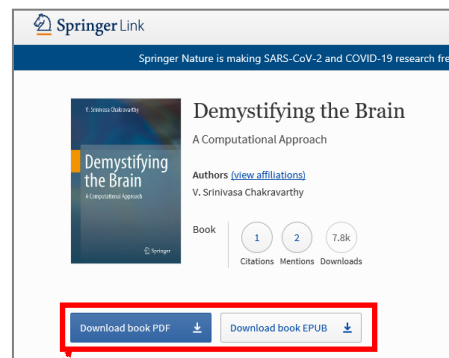 Springer Link
Springer Nature is making SARS-CoV-2 and COVID-19 research fre
V. Srinivasa Chakravarthy
Demystifying
the Brain
A Computational Approach
Springer
Demystifying the Brain
A Computational Approach
Authors (view affiliations)
V. Srinivasa Chakravarthy
Book
1
2
7.8k
Citations
Mentions
Downloads
Download book PDF
Download book EPUB